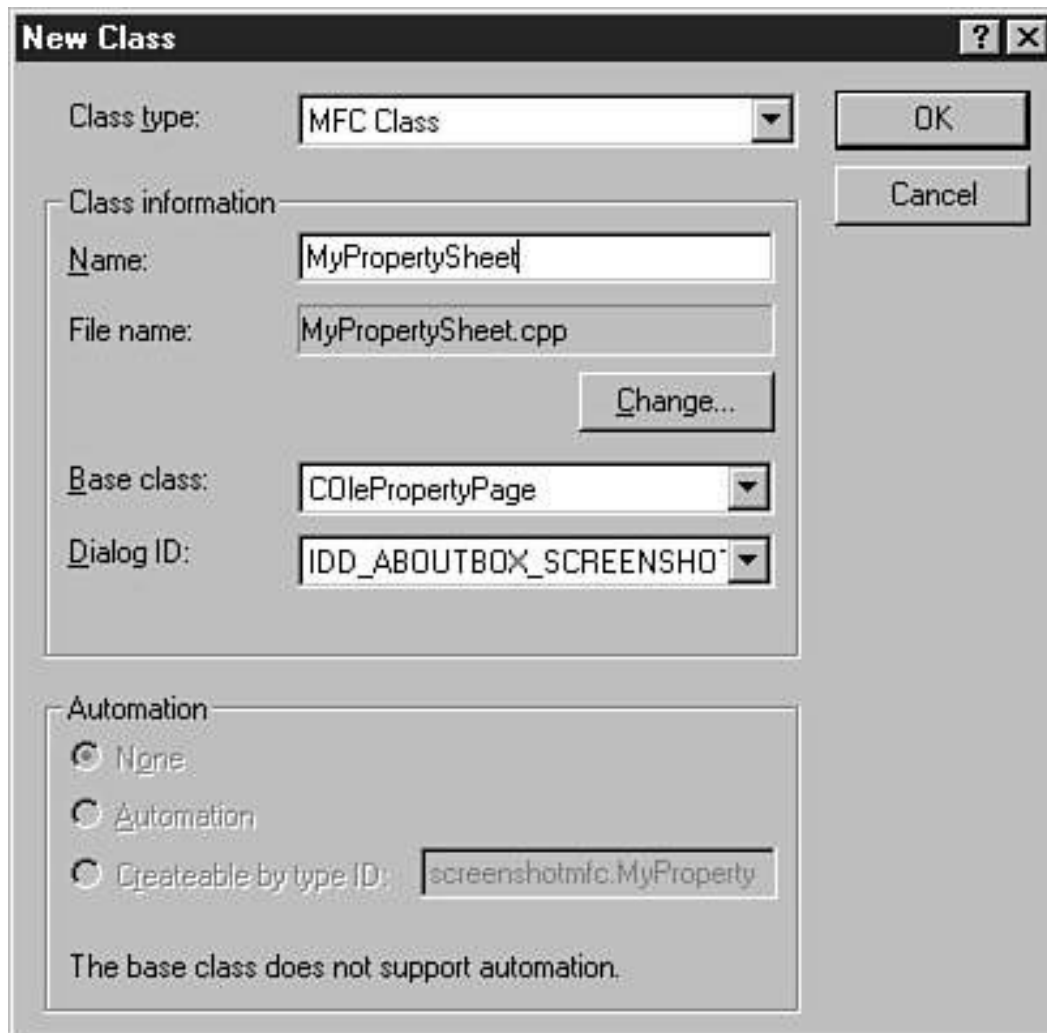 New Class
Class type: MFC Class
OK
Cancel
Class information
Name: MyPropertySheet
File name: MyPropertySheet.cpp
Change...
Base class: COlePropertyPage
Dialog ID: IDD_ABOUTBOX_SCREENSHOT
Automation
None
Automation
Createable by type ID: screenshotmfc.MyProperty
The base class does not support automation.